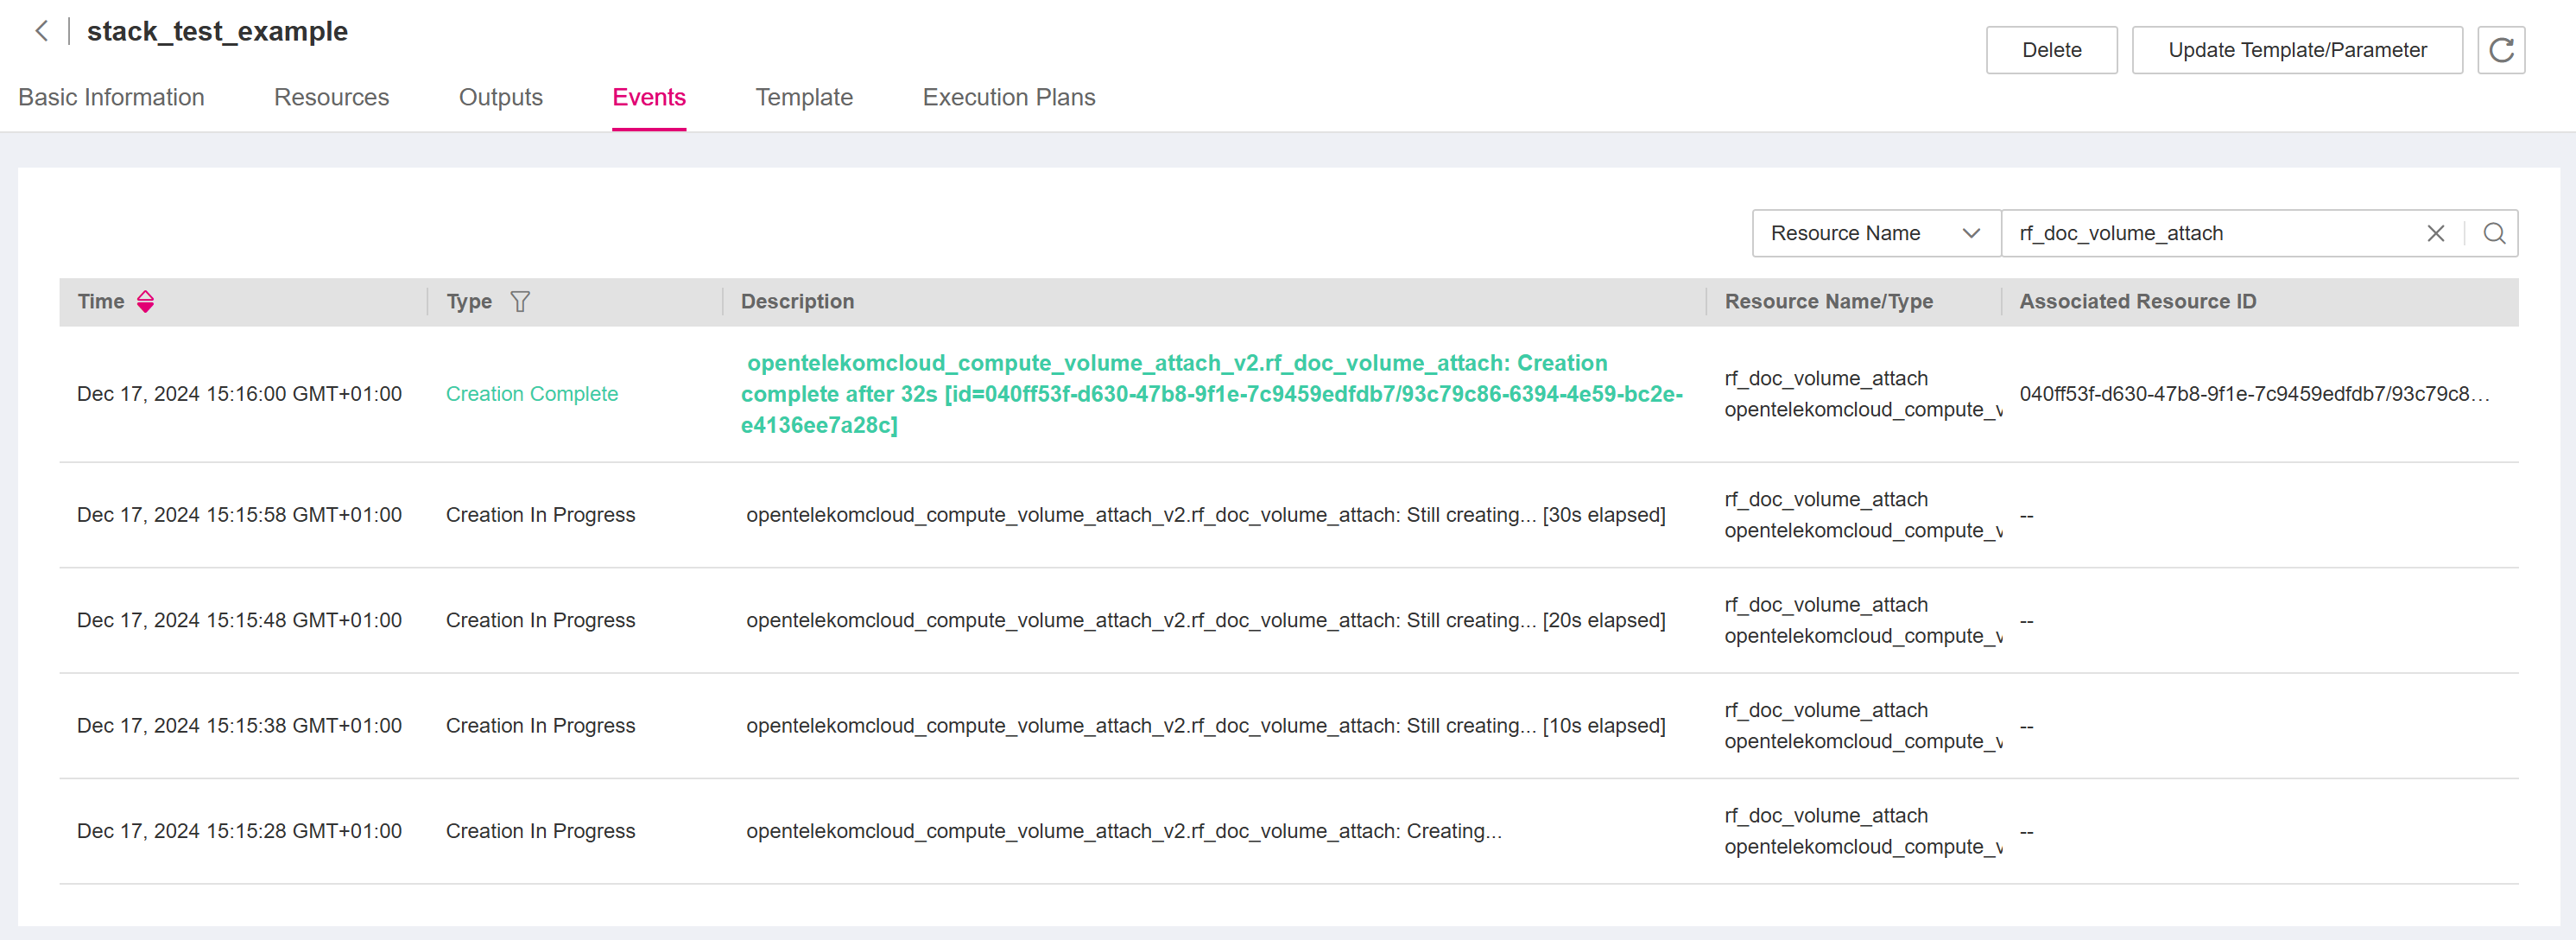 stack_test_example
Delete
Update Template/Parameter
Basic Information Resources Outputs Events Template Execution Plans
Resource Name rf_doc_volume_attach
Time Type Description Resource Name/Type Associated Resource ID
Dec 17, 2024 15:16:00 GMT+01:00 Creation Complete
opentelekomcloud_compute_volume_attach_v2.rf_doc_volume_attach: Creation
complete after 32s [id=040ff53f-d630-47b8-9f1e-7c9459edfdb7/93c79c86-6394-4e59-bc2e-
e4136ee7a28c]
rf_doc_volume_attach
opentelekomcloud_compute_v
040ff53f-d630-47b8-9f1e-7c9459edfdb7/93c79c8...
Dec 17, 2024 15:15:58 GMT+01:00 Creation In Progress opentelekomcloud_compute_volume_attach_v2.rf_doc_volume_attach: Still creating... [30s elapsed]
rf_doc_volume_attach
opentelekomcloud_compute_v
--
Dec 17, 2024 15:15:48 GMT+01:00 Creation In Progress opentelekomcloud_compute_volume_attach_v2.rf_doc_volume_attach: Still creating... [20s elapsed]
rf_doc_volume_attach
opentelekomcloud_compute_v
--
Dec 17, 2024 15:15:38 GMT+01:00 Creation In Progress opentelekomcloud_compute_volume_attach_v2.rf_doc_volume_attach: Still creating... [10s elapsed]
rf_doc_volume_attach
opentelekomcloud_compute_v
--
Dec 17, 2024 15:15:28 GMT+01:00 Creation In Progress opentelekomcloud_compute_volume_attach_v2.rf_doc_volume_attach: Creating...
rf_doc_volume_attach
opentelekomcloud_compute_v
--